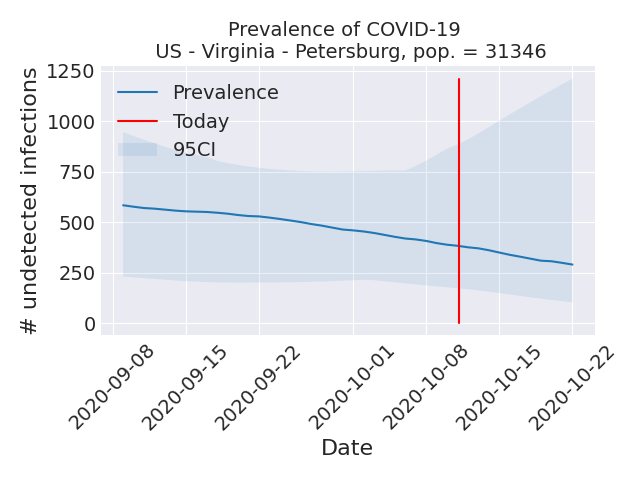 Prevalence of COVID-19
US - Virginia - Petersburg, pop. = 31346
# undetected infections
1250
1000
750
500
250
0
Prevalence
Today
95CI
2020-09-08
2020-09-15
2020-09-22
2020-10-01
2020-10-08
2020-10-15
2020-10-22
Date